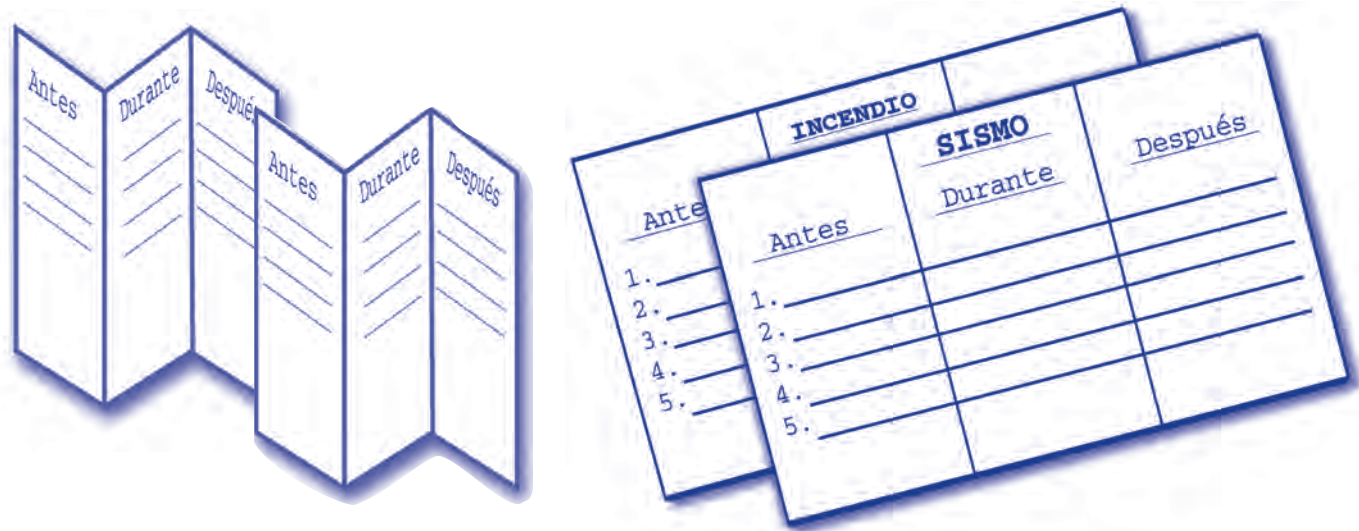 Antes
Durante
Después
Antes
Durante
Después
INCENDIO
Ante
1.
2.
3.
4.
5.
SISMO
Antes
Durante
Después
1.
2.
3.
4.
5.